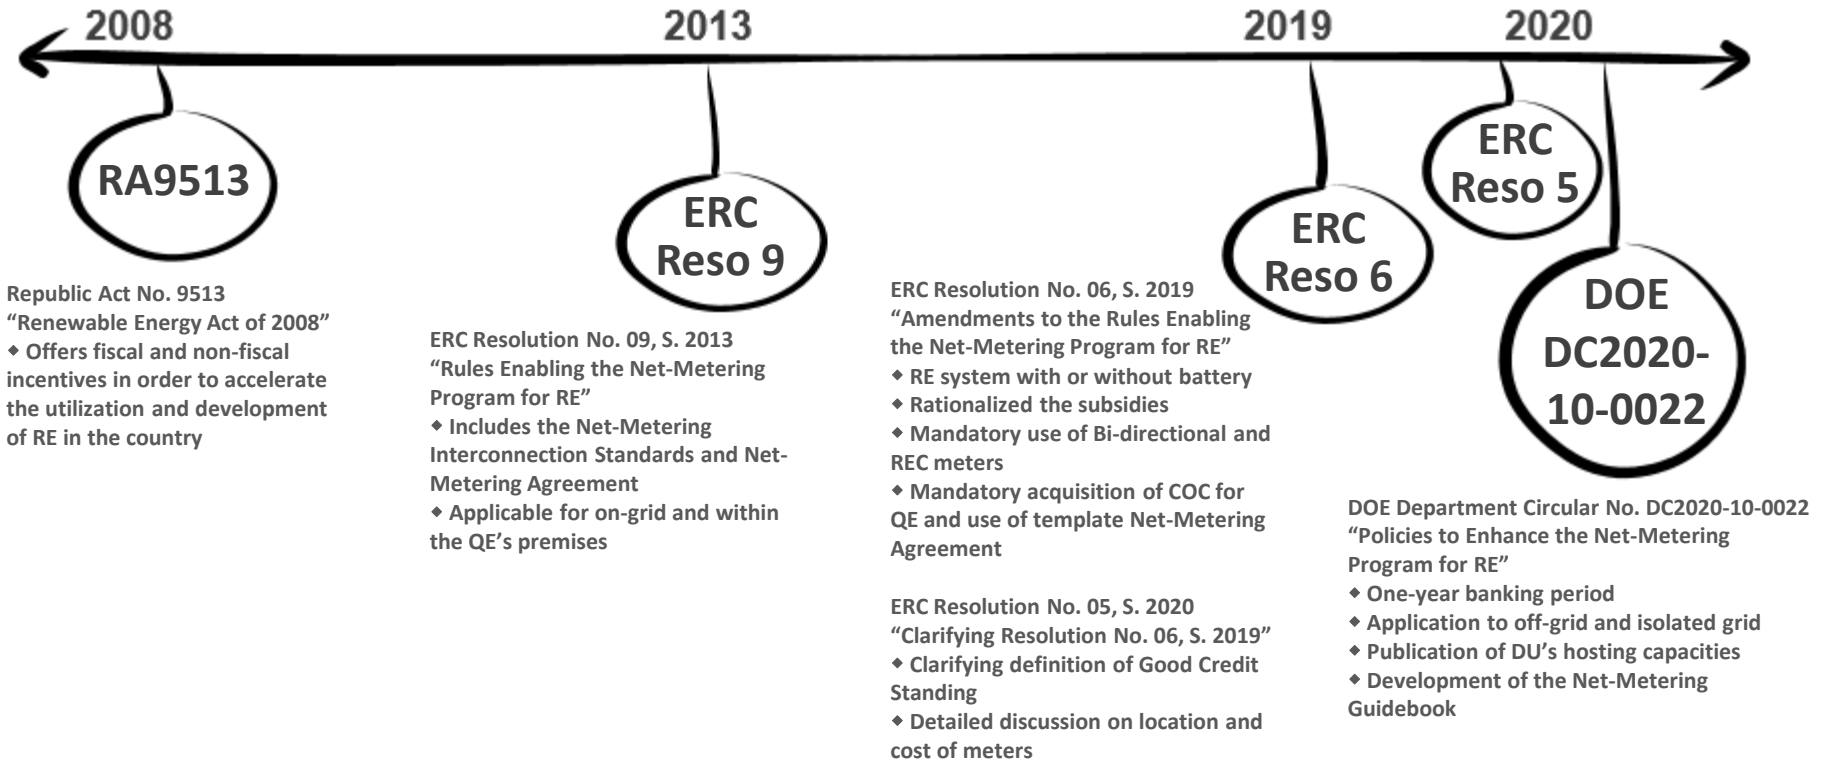 2008
2013
2019
2020
RA9513
ERC
Reso 9
ERC
Reso 6
ERC
Reso 5
DOE
DC2020-
10-0022
Republic Act No. 9513
“Renewable Energy Act of 2008”
◆ Offers fiscal and non-fiscal
incentives in order to accelerate
the utilization and development
of RE in the country
ERC Resolution No. 09, S. 2013
“Rules Enabling the Net-Metering
Program for RE”
◆ Includes the Net-Metering
Interconnection Standards and Net-
Metering Agreement
◆ Applicable for on-grid and within
the QE’s premises
ERC Resolution No. 06, S. 2019
“Amendments to the Rules Enabling
the Net-Metering Program for RE”
◆ RE system with or without battery
◆ Rationalized the subsidies
◆ Mandatory use of Bi-directional and
REC meters
◆ Mandatory acquisition of COC for
QE and use of template Net-Metering
Agreement
ERC Resolution No. 05, S. 2020
“Clarifying Resolution No. 06, S. 2019”
◆ Clarifying definition of Good Credit
Standing
◆ Detailed discussion on location and
cost of meters
DOE Department Circular No. DC2020-10-0022
“Policies to Enhance the Net-Metering
Program for RE”
◆ One-year banking period
◆ Application to off-grid and isolated grid
◆ Publication of DU’s hosting capacities
◆ Development of the Net-Metering
Guidebook